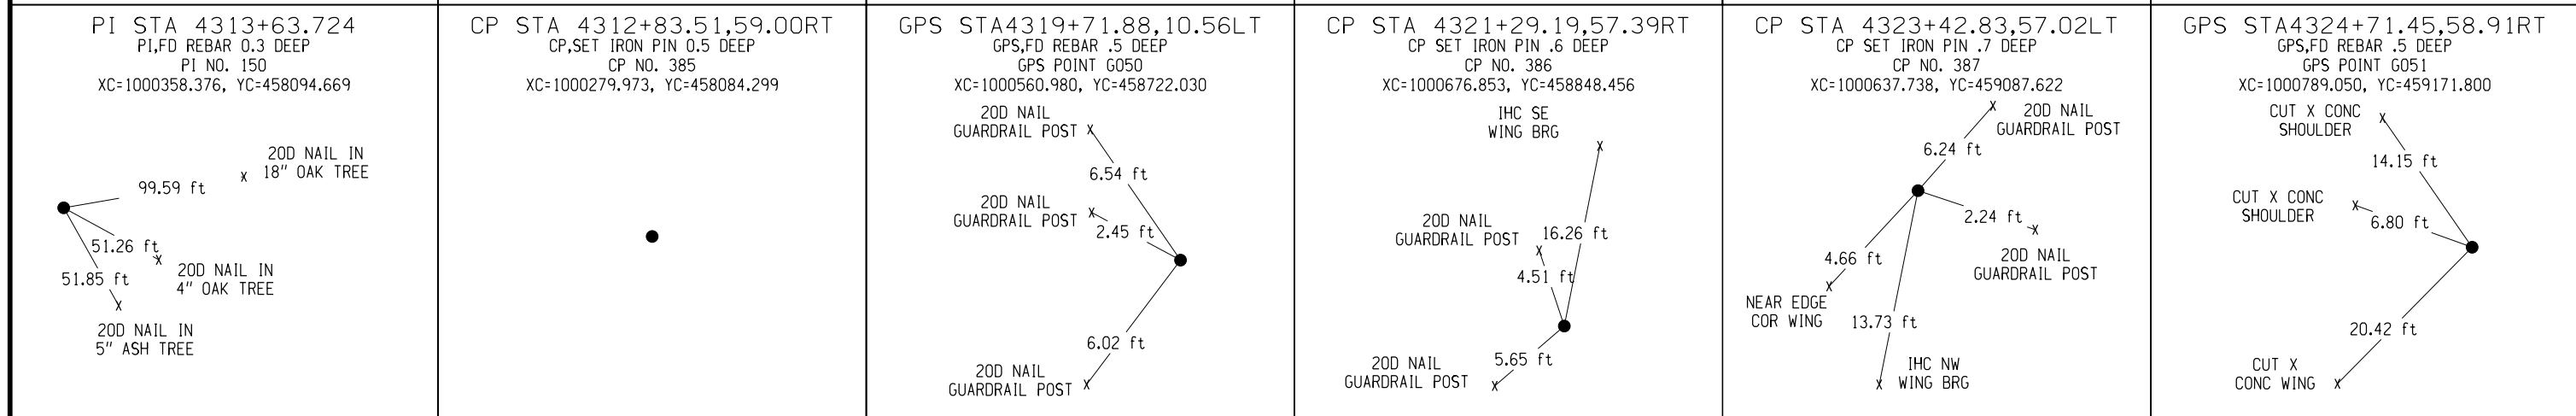 PI STA 4313+63.724
PI,FD REBAR 0.3 DEEP
PI NO. 150
XC=1000358.376, YC=458094.669
20D NAIL IN
18" OAK TREE
99.59 ft
51.26 ft
51.85 ft
20D NAIL IN
4" OAK TREE
20D NAIL IN
5" ASH TREE
CP STA 4312+83.51,59.00RT
CP,SET IRON PIN 0.5 DEEP
CP NO. 385
XC=1000279.973, YC=458084.299
GPS STA4319+71.88,10.56LT
GPS,FD REBAR .5 DEEP
GPS POINT G050
XC=1000560.980, YC=458722.030
20D NAIL
GUARDRAIL POST X
6.54 ft
20D NAIL
GUARDRAIL POST X
2.45 ft
6.02 ft
20D NAIL
GUARDRAIL POST X
CP STA 4321+29.19,57.39RT
CP SET IRON PIN .6 DEEP
CP NO. 386
XC=1000676.853, YC=458848.456
IHC SE
WING BRG
X
20D NAIL
GUARDRAIL POST X
16.26 ft
4.51 ft
5.65 ft
20D NAIL
GUARDRAIL POST X
CP STA 4323+42.83,57.02LT
CP SET IRON PIN .7 DEEP
CP NO. 387
XC=1000637.738, YC=459087.622
X 20D NAIL
GUARDRAIL POST
6.24 ft
2.24 ft
X
20D NAIL
GUARDRAIL POST
4.66 ft
X
NEAR EDGE
COR WING
13.73 ft
IHC NW
X WING BRG
GPS STA4324+71.45,58.91RT
GPS,FD REBAR .5 DEEP
GPS POINT G051
XC=1000789.050, YC=459171.800
CUT X CONC
SHOULDER
X
14.15 ft
CUT X CONC
SHOULDER
X
6.80 ft
20.42 ft
CUT X
CONC WING X